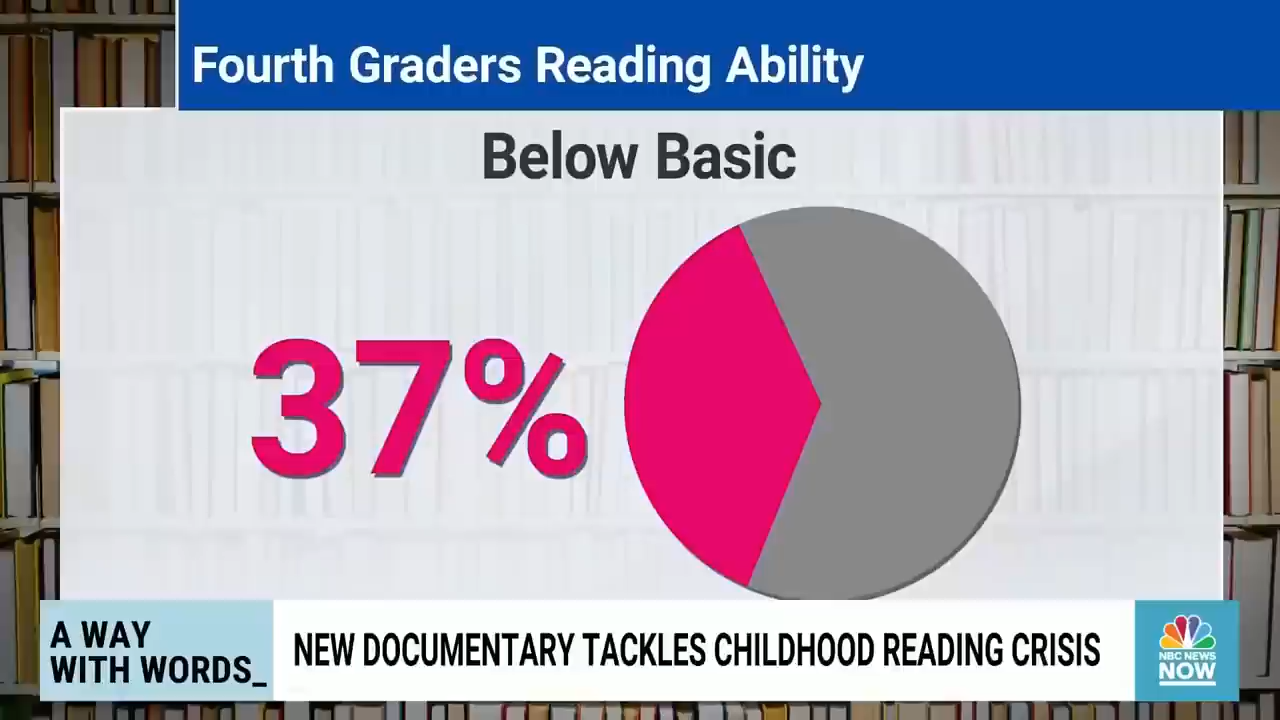 Fourth Graders Reading Ability
Below Basic
37%
A WAY
WITH WORDS_
NEW DOCUMENTARY TACKLES CHILDHOOD READING CRISIS
NBC NEWS
NOW